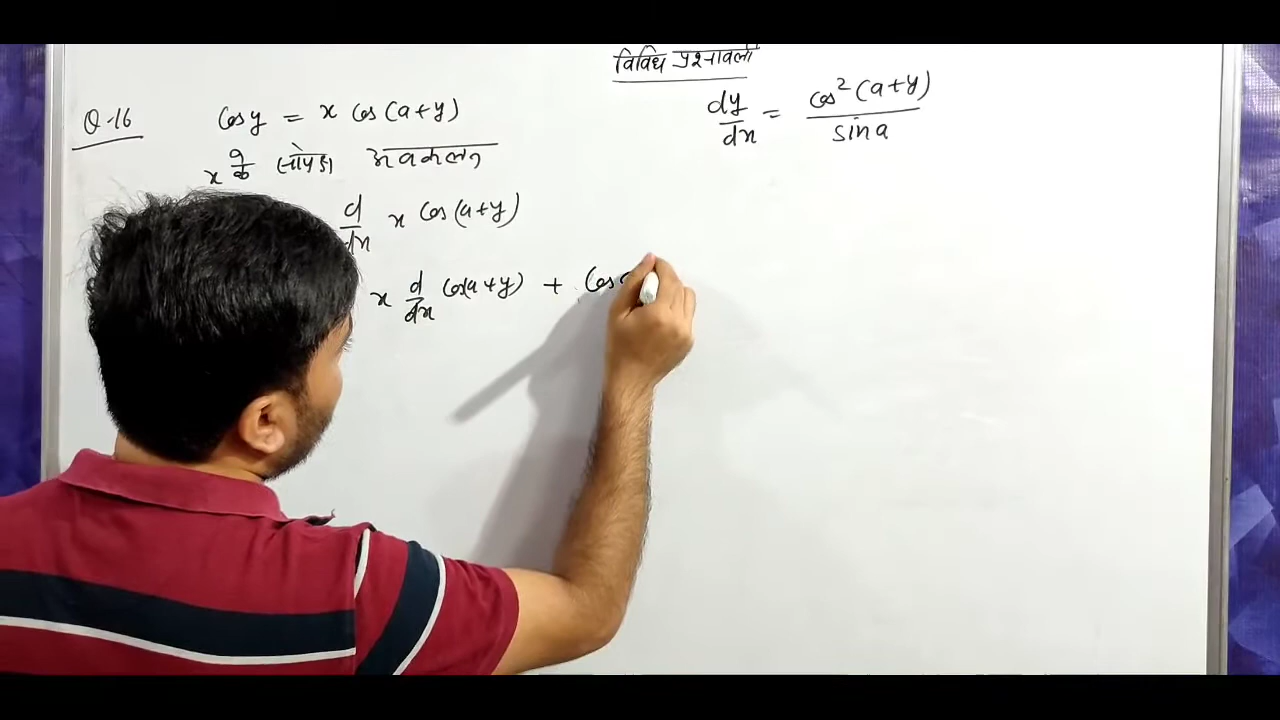 विविध प्रश्नावली
Q-16 cos y = x cos(a+y)
dy/dx = cos²(a+y)/sin a
x के सापेक्ष अवकलन
d/dx x cos(a+y)
x d/dx cos(a+y) + cos